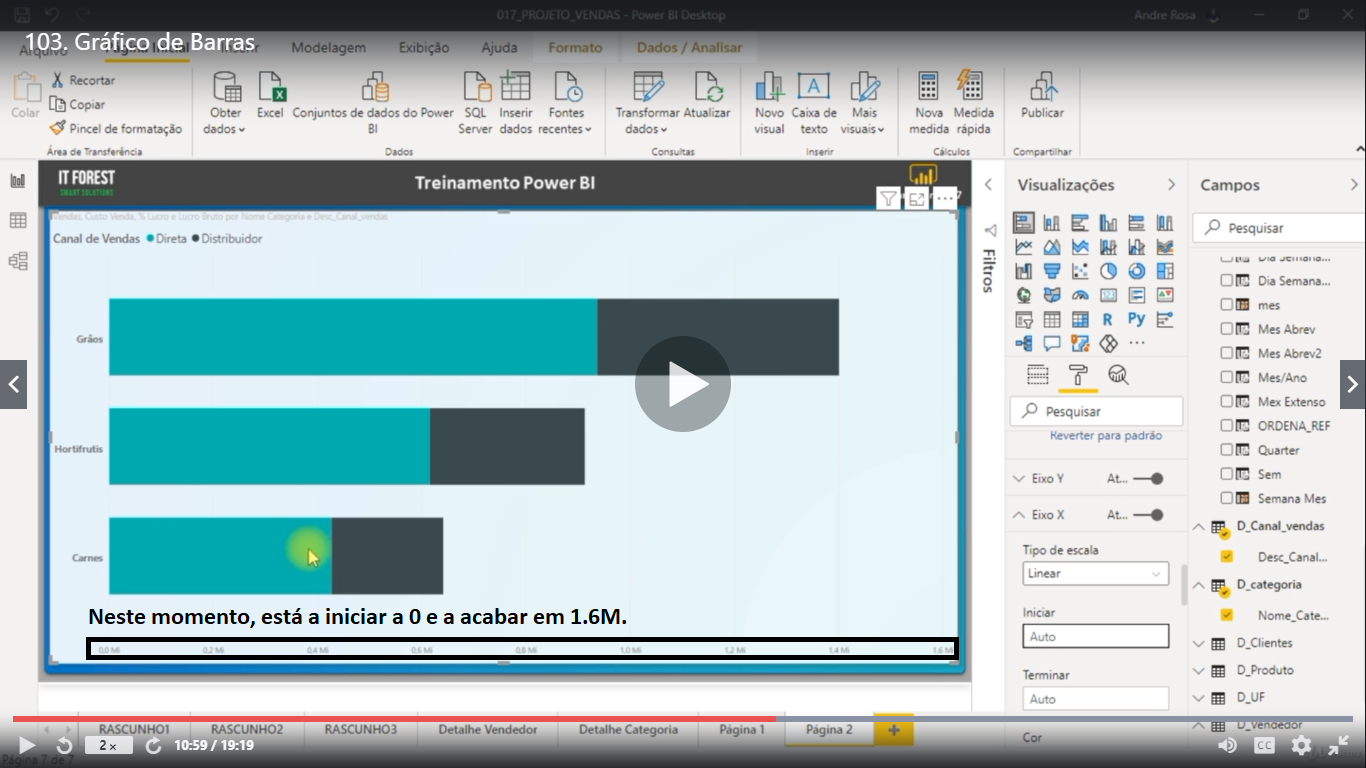 017_PROJETO_VENDAS - Power BI Desktop
Andre Rosa
103. Gráfico de Barras
Arquivo
Página Inicial
Inserir
Modelagem
Exibição
Ajuda
Formato
Dados / Analisar
Colar
Recortar
Copiar
Pincel de formatação
Área de Transferência
Obter dados
Excel
Conjuntos de dados do Power BI
SQL Server
Inserir dados
Fontes recentes
Dados
Transformar dados
Atualizar
Consultas
Novo visual
Caixa de texto
Mais visuais
Inserir
Nova medida
Medida rápida
Cálculos
Publicar
Compartilhar
IT FOREST
SMART SOLUTIONS
Treinamento Power BI
7
Vendas, Custo Venda, % Lucro e Lucro Bruto por Nome Categoria e Desc_Canal_vendas
Canal de Vendas Direta Distribuidor
Grãos
Hortifrutis
Carnes
Neste momento, está a iniciar a 0 e a acabar em 1.6M.
0,0 Mi 0,2 Mi 0,4 Mi 0,6 Mi 0,8 Mi 1,0 Mi 1,2 Mi 1,4 Mi 1,6 Mi
Filtros
Visualizações
R
Py
Pesquisar
Reverter para padrão
Eixo Y At...
Eixo X At...
Tipo de escala
Linear
Iniciar
Auto
Terminar
Auto
Cor
Campos
Pesquisar
Dia Semana...
Dia Semana...
mes
Mes Abrev
Mes Abrev2
Mes/Ano
Mex Extenso
ORDENA_REF
Quarter
Sem
Semana Mes
D_Canal_vendas
Desc_Canal...
D_categoria
Nome_Cate...
D_Clientes
D_Produto
D_UF
D_Vendedor
RASCUNHO1
RASCUNHO2
RASCUNHO3
Detalhe Vendedor
Detalhe Categoria
Página 1
Página 2
+
2x
10:59 / 19:19
CC
Página 7 de 7